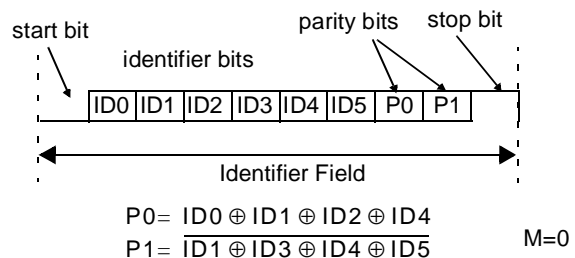 start bit
identifier bits
parity bits
stop bit
ID0 ID1 ID2 ID3 ID4 ID5 P0 P1
Identifier Field
P0= ID0 ⊕ ID1 ⊕ ID2 ⊕ ID4
P1= \overline{ID1 ⊕ ID3 ⊕ ID4 ⊕ ID5}
M=0